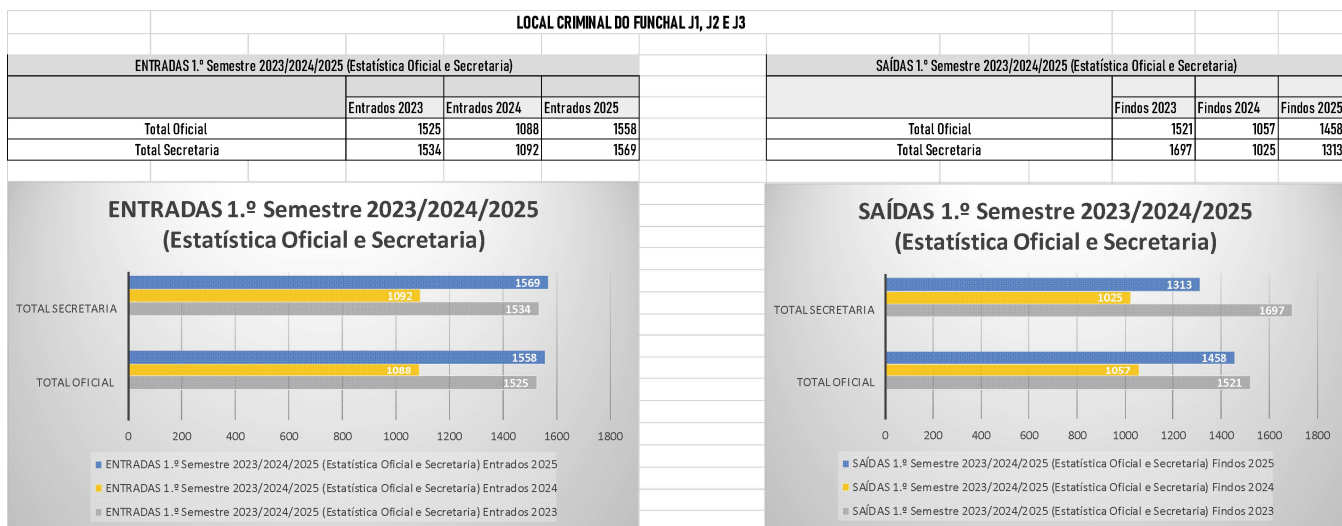 LOCAL CRIMINAL DO FUNCHAL J1, J2 E J3
ENTRADAS 1.º Semestre 2023/2024/2025 (Estatística Oficial e Secretaria)
Entrados 2023 Entrados 2024 Entrados 2025
Total Oficial 1525 1088 1558
Total Secretaria 1534 1092 1569
SAÍDAS 1.º Semestre 2023/2024/2025 (Estatística Oficial e Secretaria)
Findos 2023 Findos 2024 Findos 2025
Total Oficial 1521 1057 1458
Total Secretaria 1697 1025 1313
ENTRADAS 1.º Semestre 2023/2024/2025
(Estatística Oficial e Secretaria)
1569
1092
TOTAL SECRETARIA 1534
1558
1088
TOTAL OFICIAL 1525
0 200 400 600 800 1000 1200 1400 1600 1800
ENTRADAS 1.º Semestre 2023/2024/2025 (Estatística Oficial e Secretaria) Entrados 2025
ENTRADAS 1.º Semestre 2023/2024/2025 (Estatística Oficial e Secretaria) Entrados 2024
ENTRADAS 1.º Semestre 2023/2024/2025 (Estatística Oficial e Secretaria) Entrados 2023
SAÍDAS 1.º Semestre 2023/2024/2025
(Estatística Oficial e Secretaria)
1313
1025
TOTAL SECRETARIA 1697
1458
1057
TOTAL OFICIAL 1521
0 200 400 600 800 1000 1200 1400 1600 1800
SAÍDAS 1.º Semestre 2023/2024/2025 (Estatística Oficial e Secretaria) Findos 2025
SAÍDAS 1.º Semestre 2023/2024/2025 (Estatística Oficial e Secretaria) Findos 2024
SAÍDAS 1.º Semestre 2023/2024/2025 (Estatística Oficial e Secretaria) Findos 2023